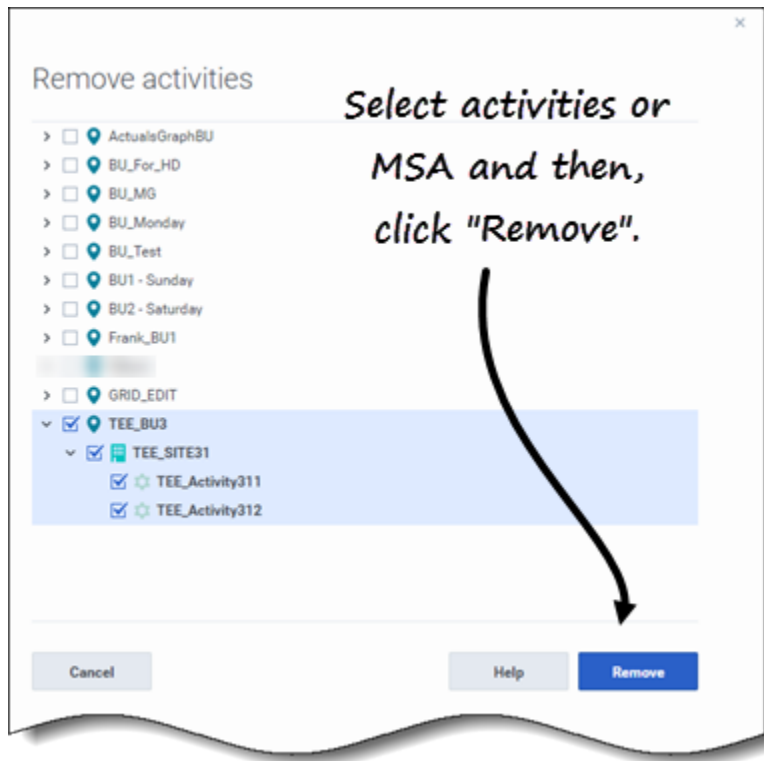 Remove activities
Select activities or
MSA and then,
click "Remove".
ActualsGraphBU
BU_For_HD
BU_MG
BU_Monday
BU_Test
BU1 - Sunday
BU2 - Saturday
Frank_BU1
GRID_EDIT
TEE_BU3
TEE_SITE31
TEE_Activity311
TEE_Activity312
Cancel
Help
Remove